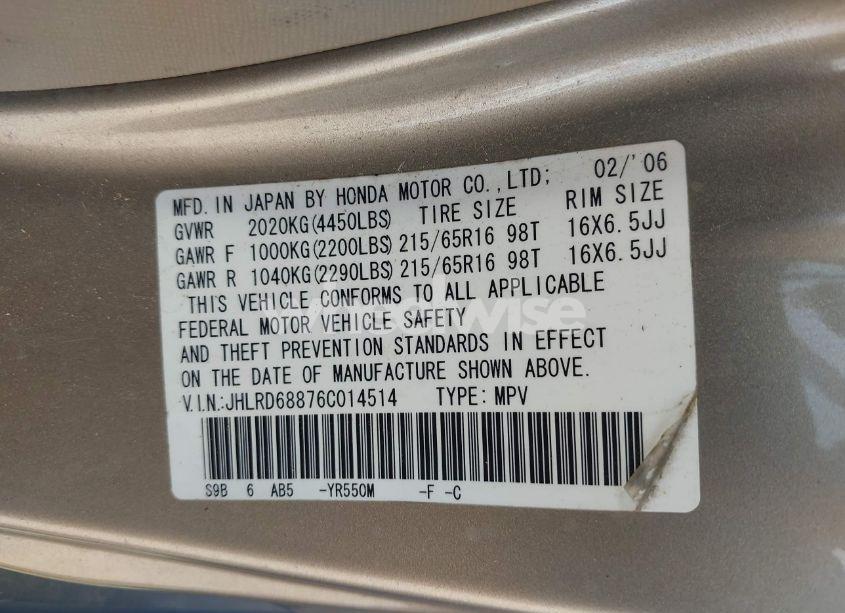 MFD. IN JAPAN BY HONDA MOTOR CO., LTD; 02/'06
GVWR 2020KG(4450LBS) TIRE SIZE RIM SIZE
GAWR F 1000KG(2200LBS) 215/65R16 98T 16X6.5JJ
GAWR R 1040KG(2290LBS) 215/65R16 98T 16X6.5JJ
THIS VEHICLE CONFORMS TO ALL APPLICABLE
FEDERAL MOTOR VEHICLE SAFETY
AND THEFT PREVENTION STANDARDS IN EFFECT
ON THE DATE OF MANUFACTURE SHOWN ABOVE.
V.I.N.:JHLRD68876C014514 TYPE: MPV
S9B 6 AB5 -YR550M -F -C